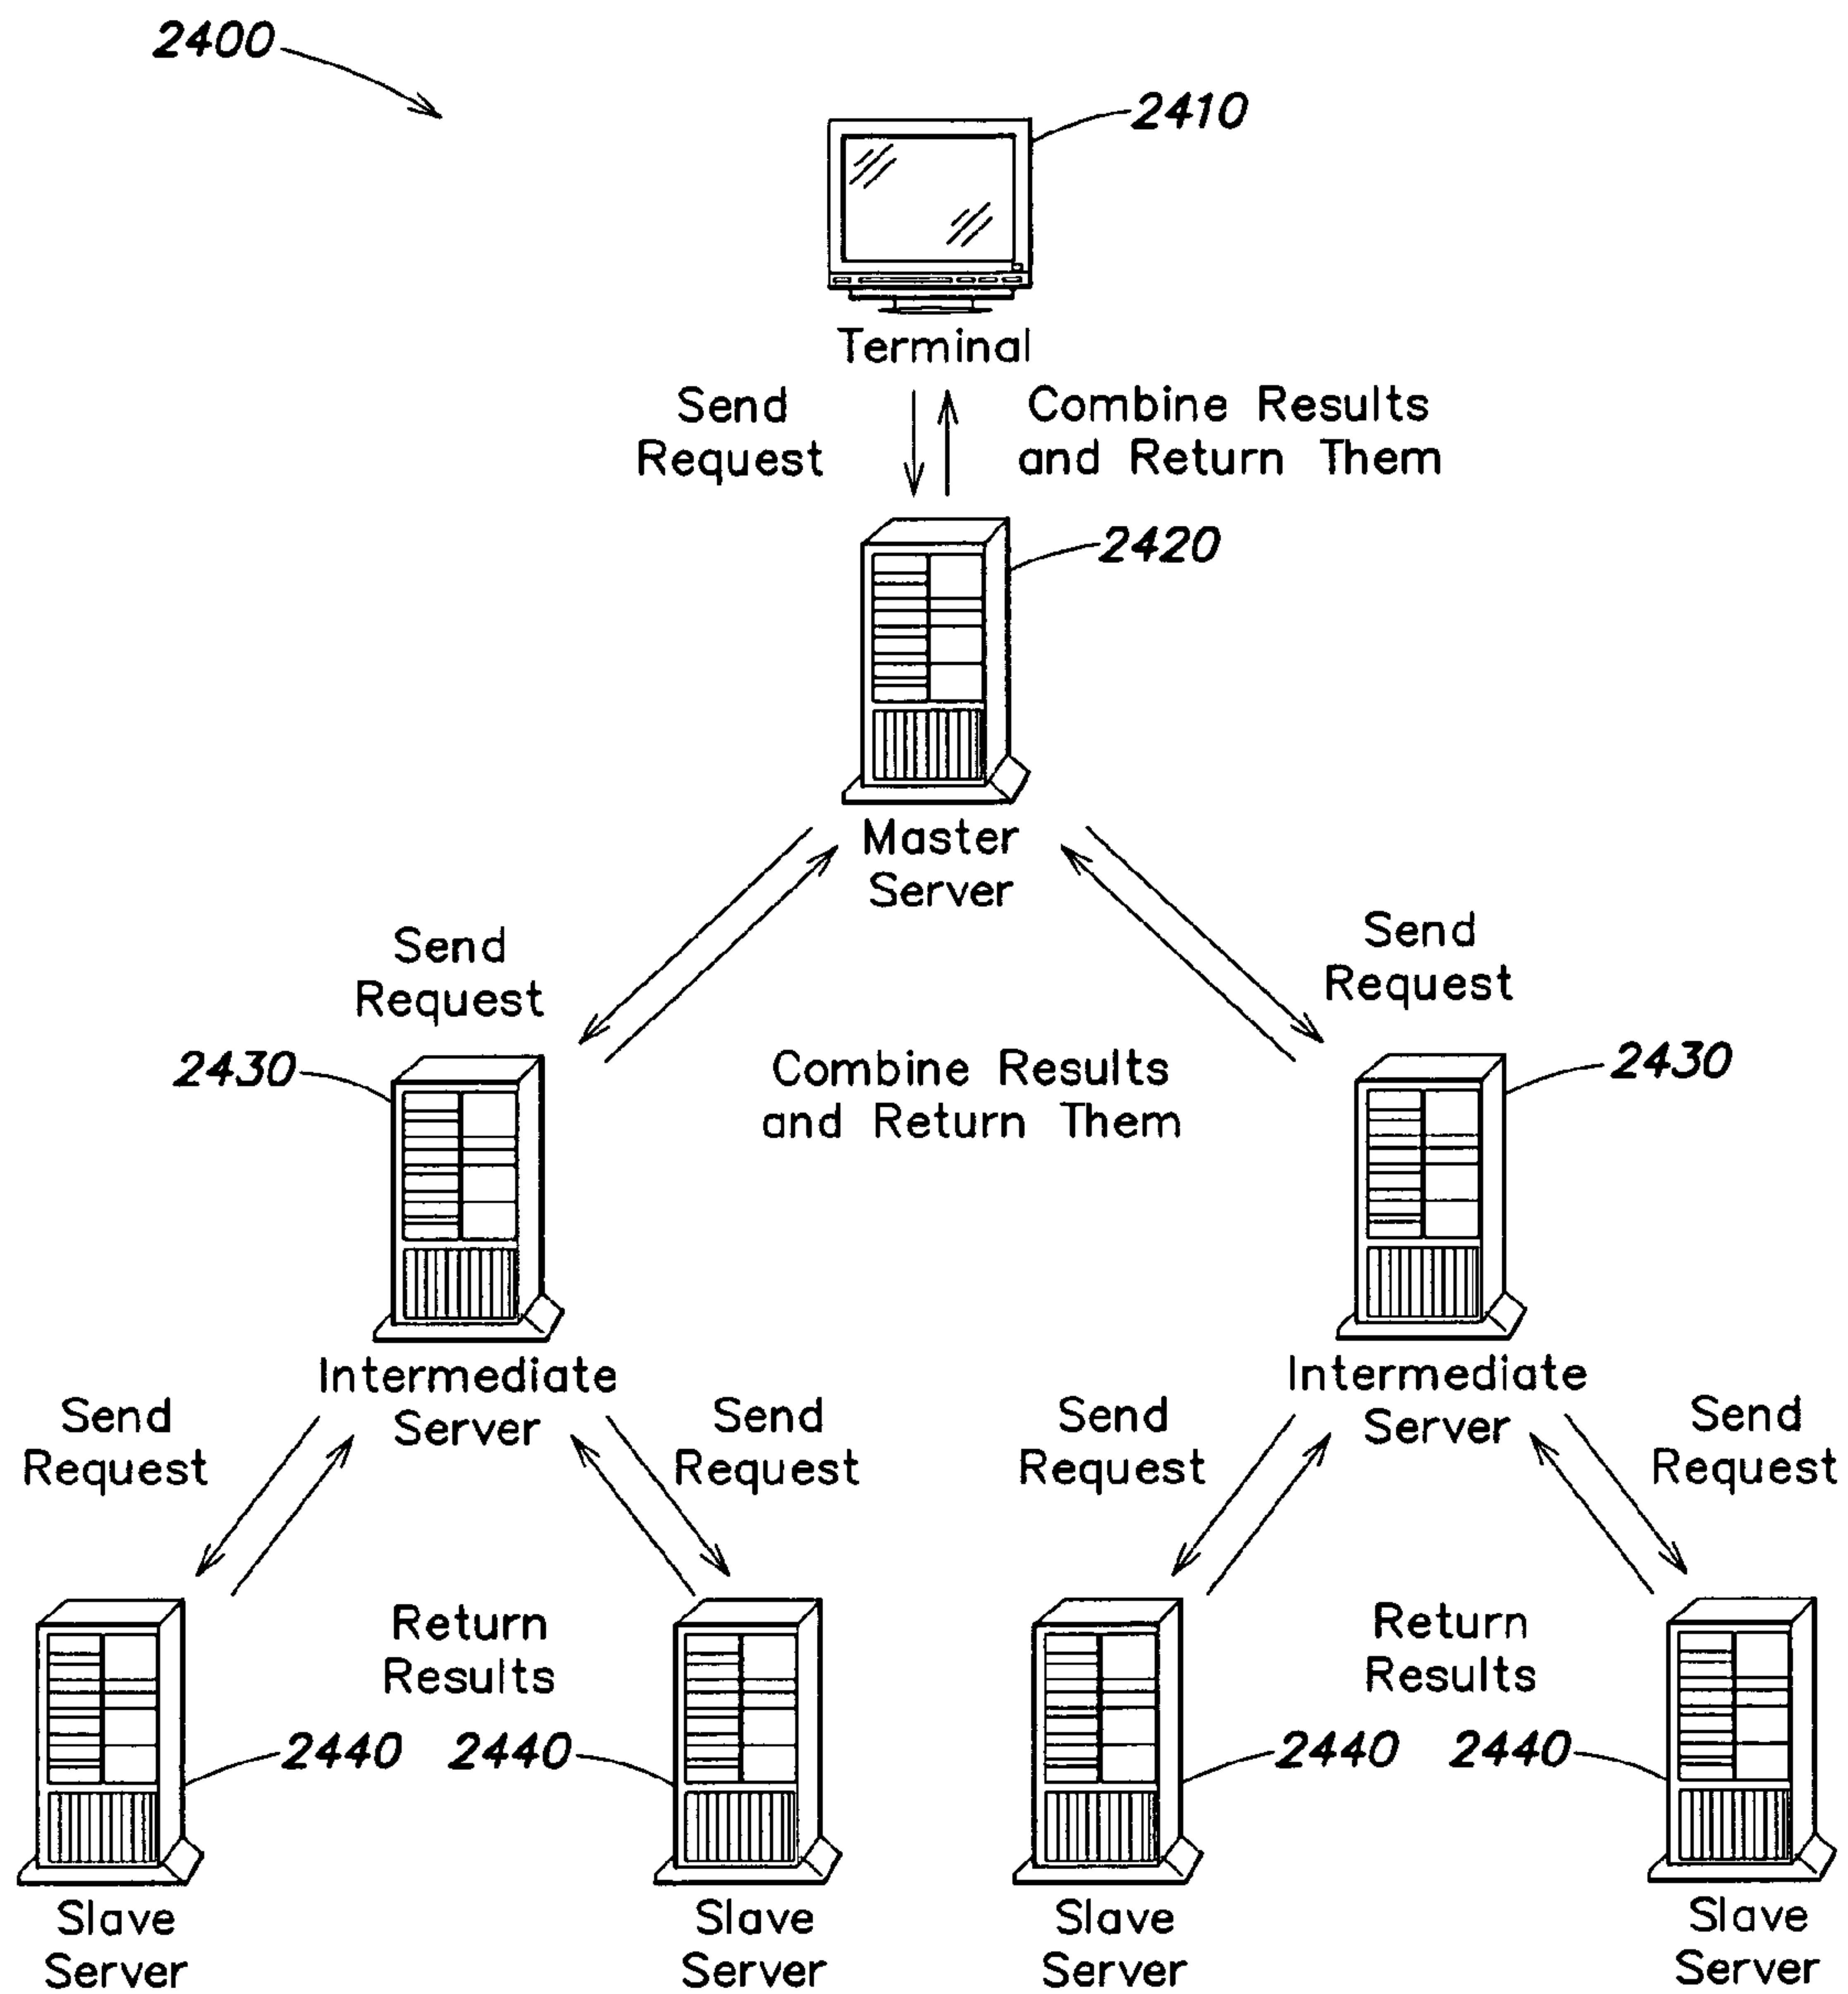 2400
2410
Terminal
Send
Request
Combine Results
and Return Them
2420
Master
Server
Send
Request
Send
Request
2430
Combine Results
and Return Them
2430
Intermediate
Server
Intermediate
Server
Send
Request
Send
Request
Send
Request
Send
Request
Return
Results
Return
Results
2440
2440
2440
2440
Slave
Server
Slave
Server
Slave
Server
Slave
Server